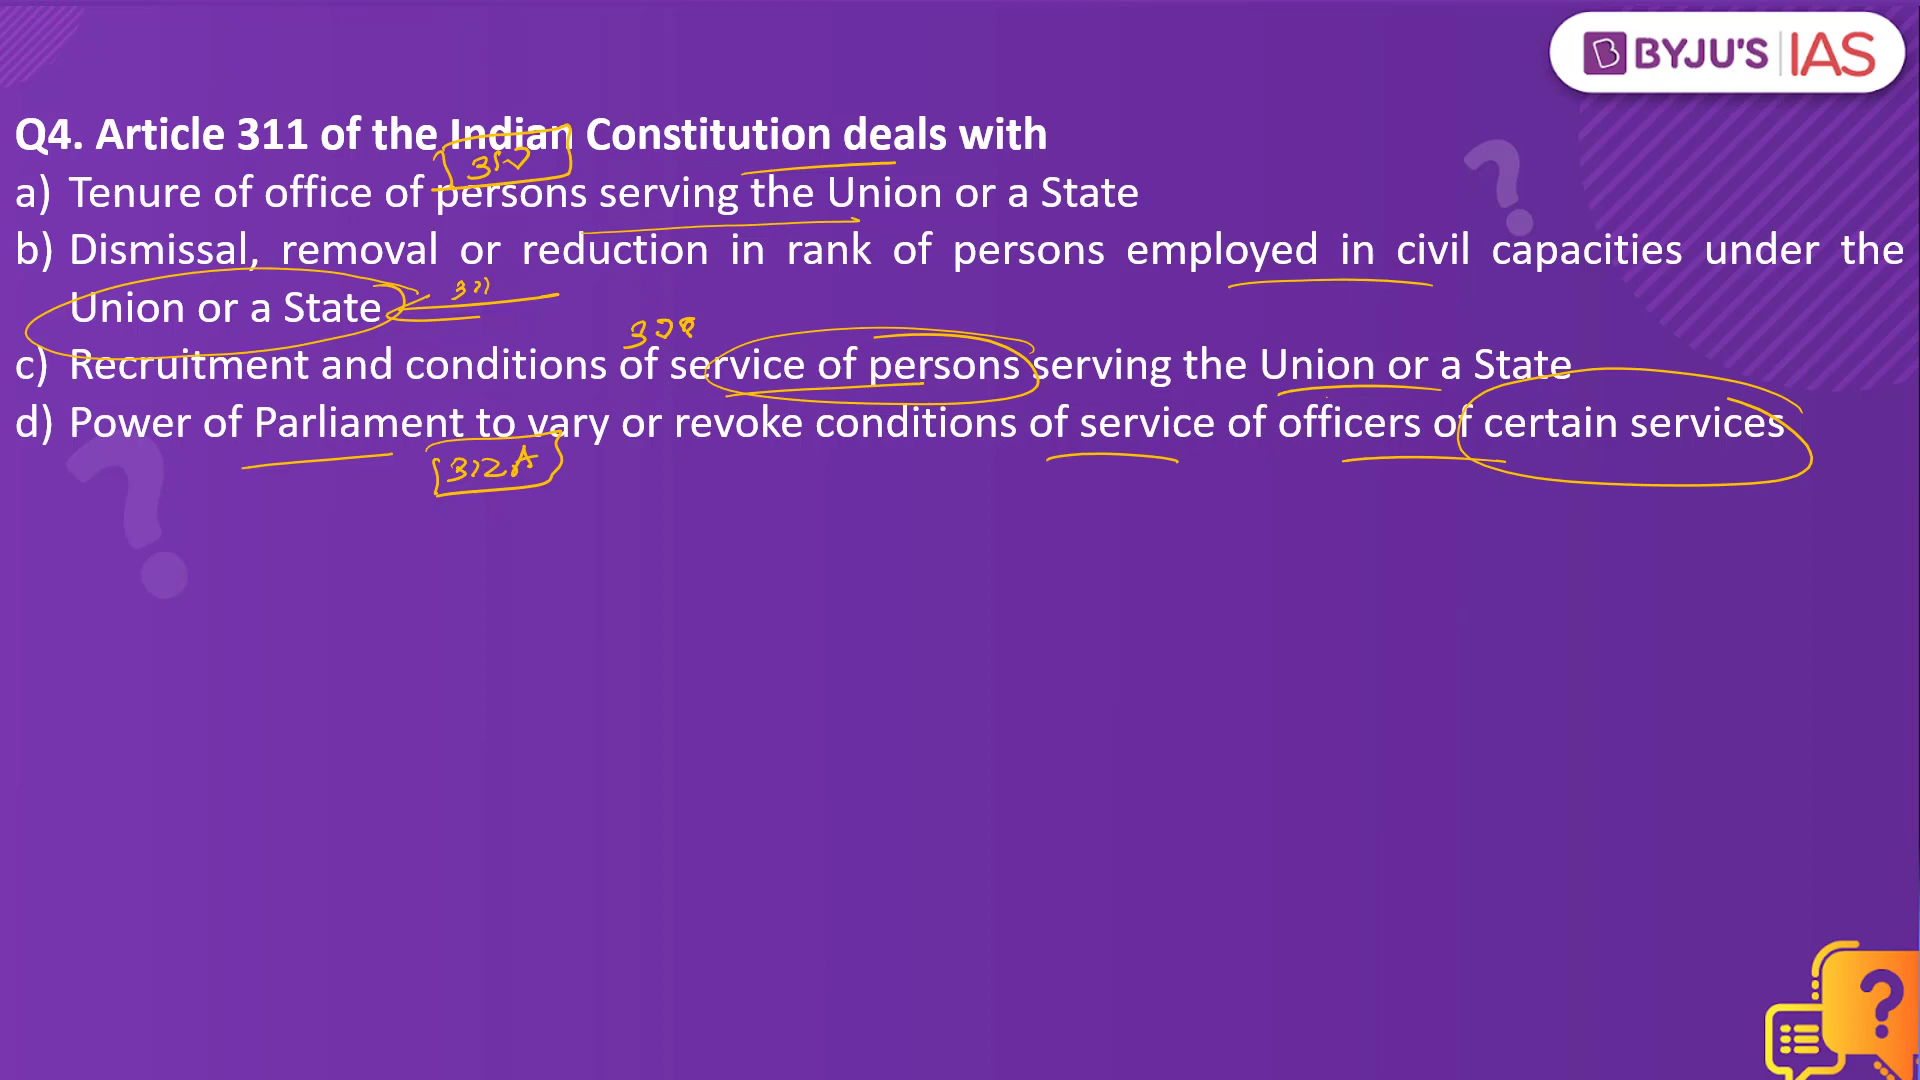 BYJU'S IAS
Q4. Article 311 of the Indian Constitution deals with
a) Tenure of office of persons serving the Union or a State
b) Dismissal, removal or reduction in rank of persons employed in civil capacities under the
Union or a State
311
c) Recruitment and conditions of service of persons serving the Union or a State
d) Power of Parliament to vary or revoke conditions of service of officers of certain services
312A